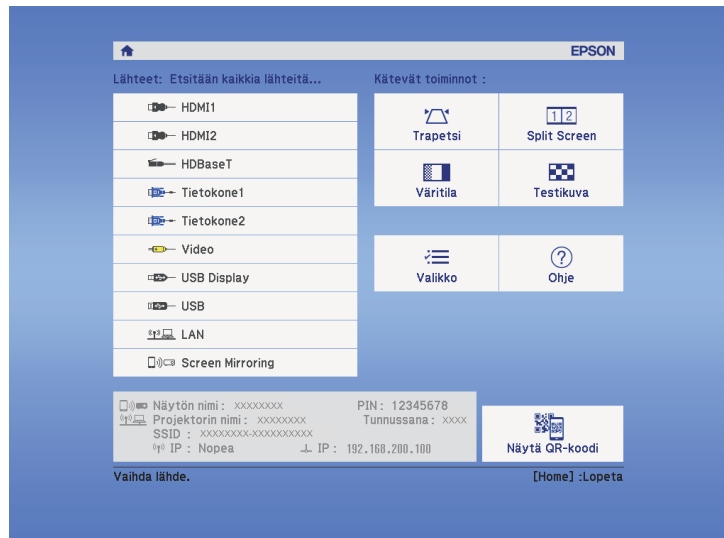 EPSON
Lähteet: Etsitään kaikkia lähteitä...
HDMI1
HDMI2
HDBaseT
Tietokone1
Tietokone2
Video
USB Display
USB
LAN
Screen Mirroring
Kätevät toiminnot :
Trapetsi
1 2
Split Screen
Väritila
Testikuva
Valikko
?
Ohje
Näytön nimi : XXXXXXXX PIN : 12345678
Projektorin nimi : XXXXXXXX Tunnussana : XXXX
SSID : XXXXXXXX-XXXXXXXXXX
IP : Nopea IP : 192.168.200.100
Näytä QR-koodi
Vaihda lähde. [Home] :Lopeta